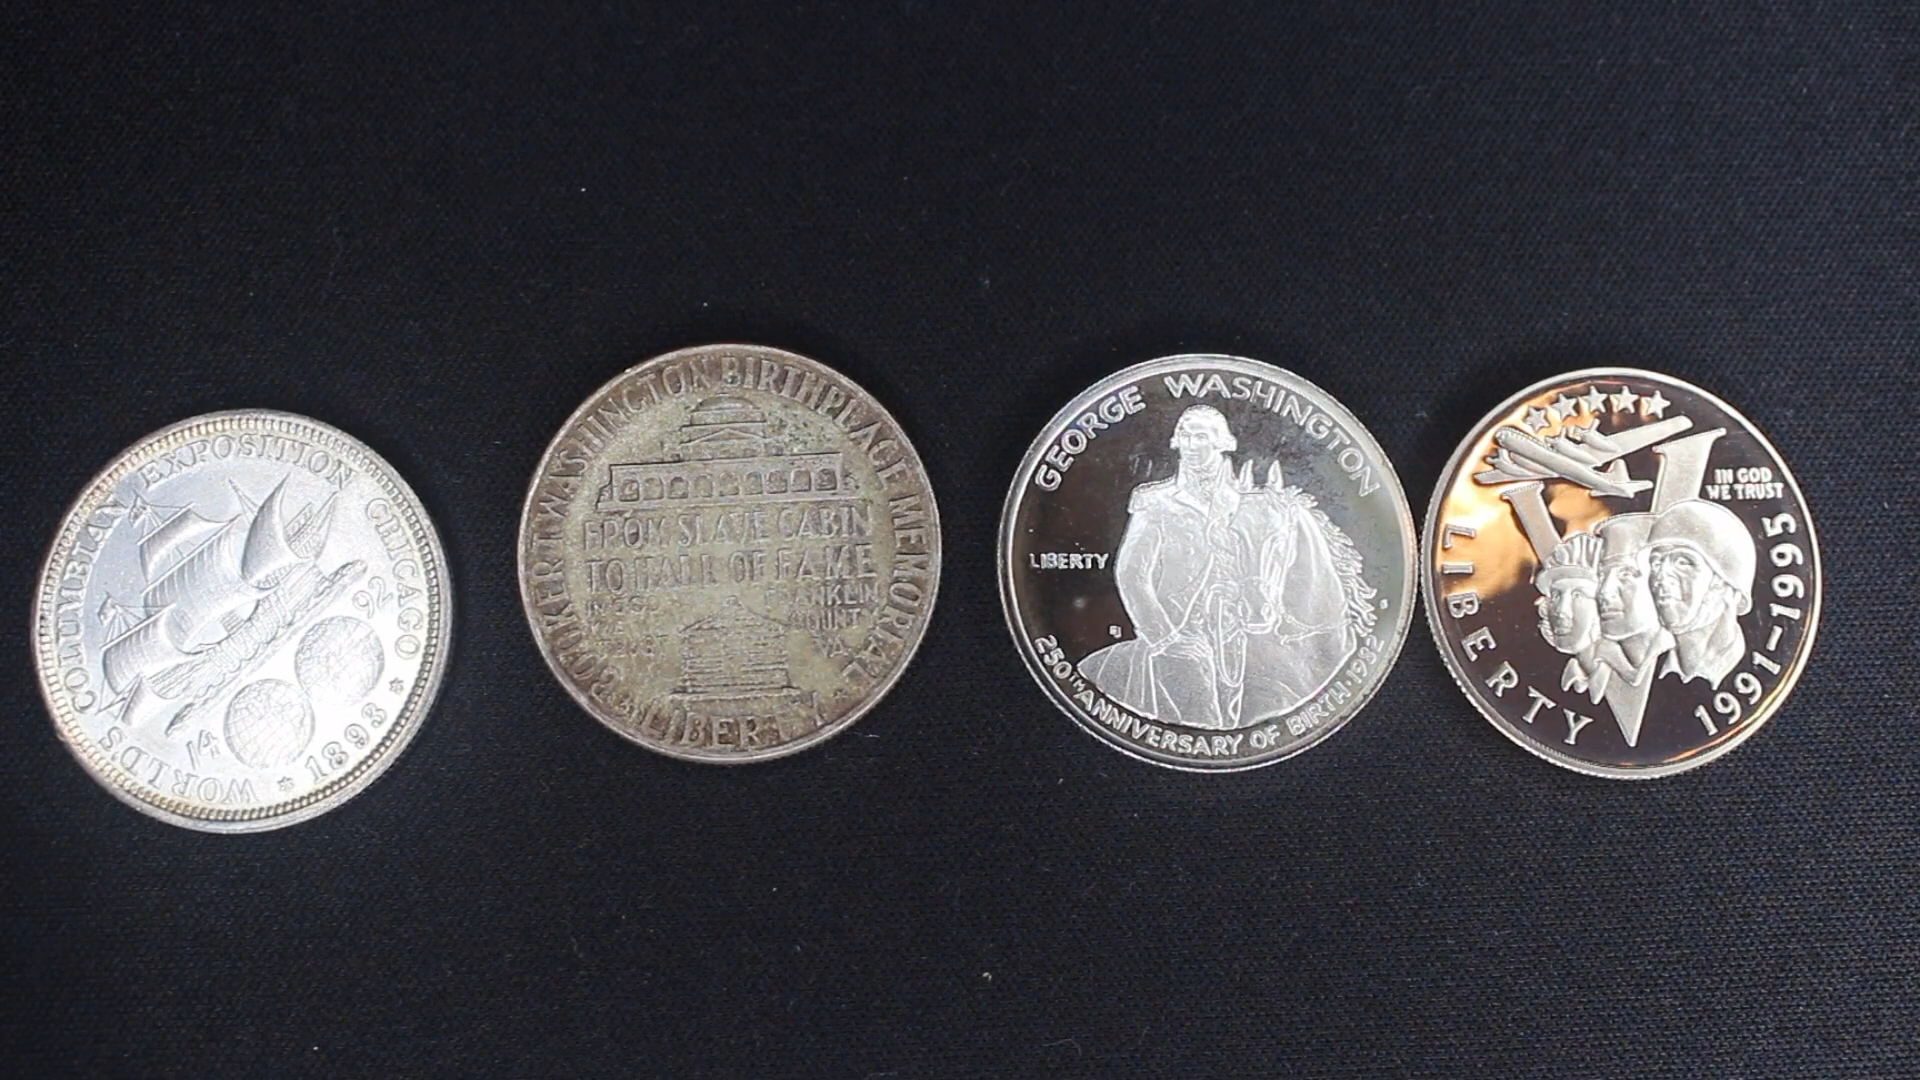 WORLDS COLUMBIAN EXPOSITION CHICAGO
92
14
* 1893 *
BOOKER T. WASHINGTON BIRTHPLACE MEMORIAL
FROM SLAVE CABIN
TO HALL OF FAME
FRANKLIN
VA.
LIBERTY
GEORGE WASHINGTON
LIBERTY
250TH ANNIVERSARY OF BIRTH · 1982
S
IN GOD
WE TRUST
LIBERTY
1991-1995